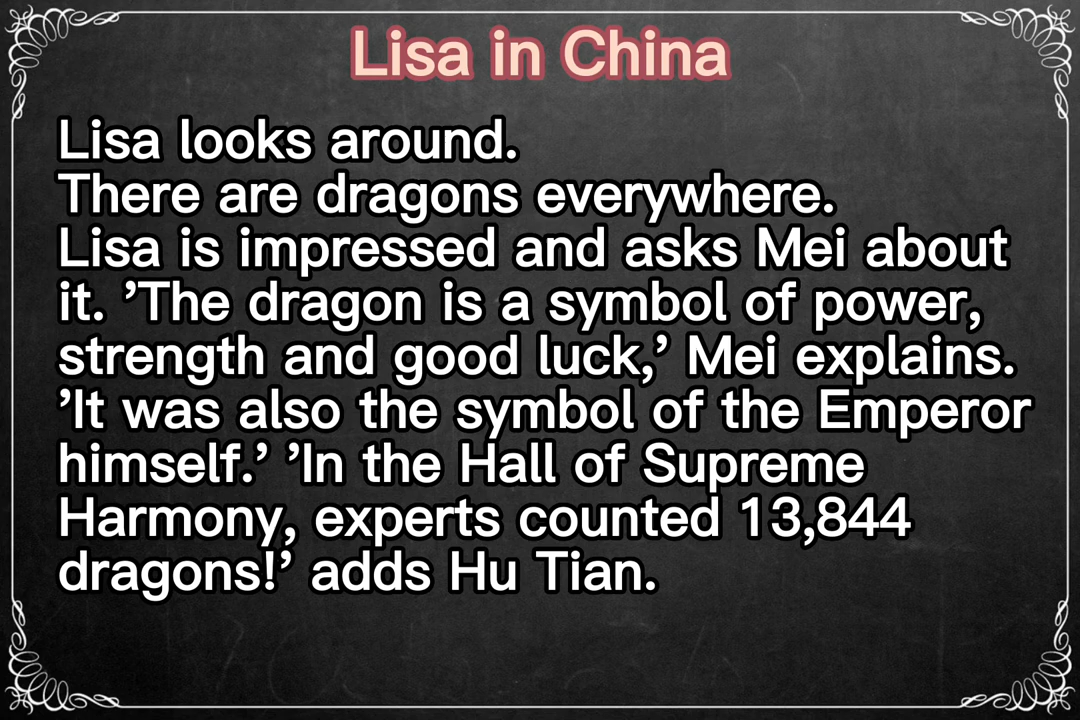 Lisa in China
Lisa looks around.
There are dragons everywhere.
Lisa is impressed and asks Mei about
it. ’The dragon is a symbol of power,
strength and good luck,’ Mei explains.
’It was also the symbol of the Emperor
himself.’ ’In the Hall of Supreme
Harmony, experts counted 13,844
dragons!’ adds Hu Tian.